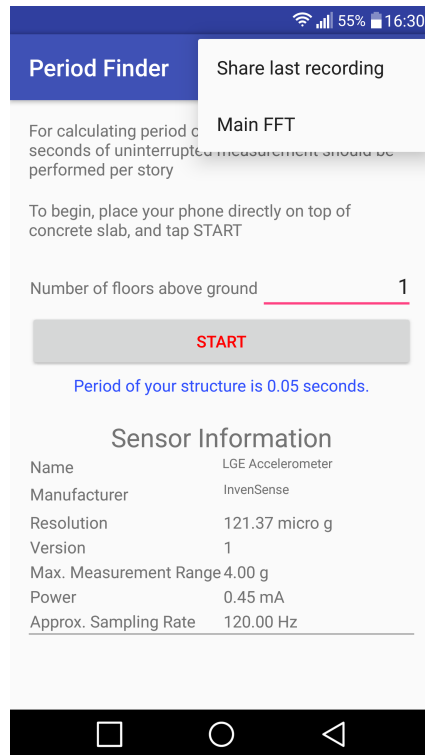 55% 16:30
Period Finder
Share last recording
Main FFT
For calculating period
seconds of uninterrupted measurement should be
performed per story
To begin, place your phone directly on top of
concrete slab, and tap START
Number of floors above ground 1
START
Period of your structure is 0.05 seconds.
Sensor Information
Name LGE Accelerometer
Manufacturer InvenSense
Resolution 121.37 micro g
Version 1
Max. Measurement Range 4.00 g
Power 0.45 mA
Approx. Sampling Rate 120.00 Hz